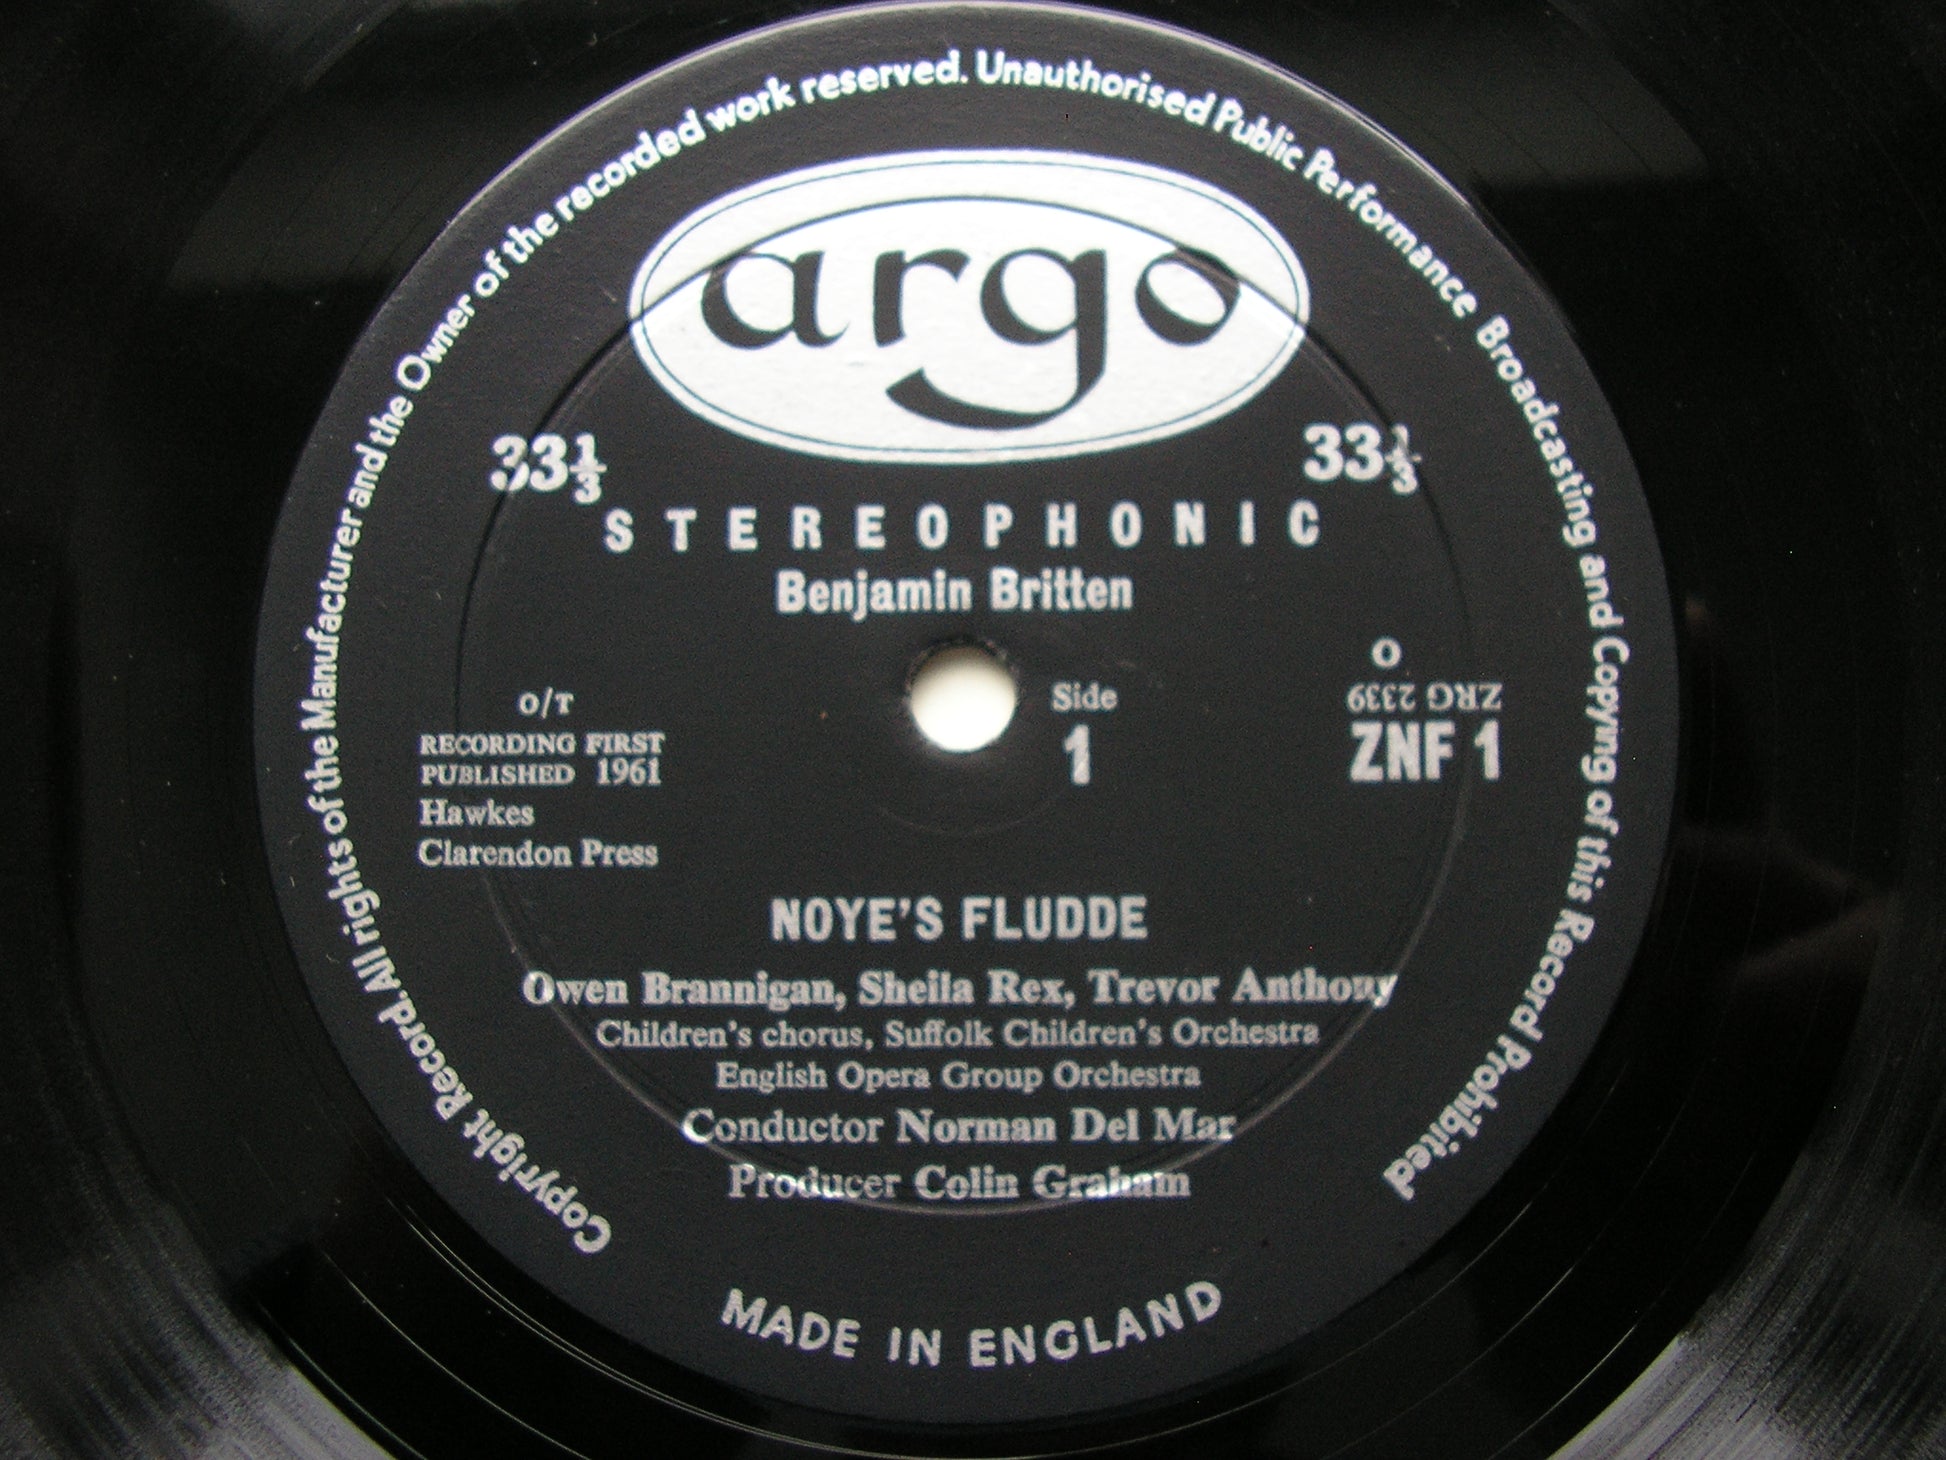 Copyright Record. All rights of the Manufacturer and the Owner of the recorded work reserved. Unauthorised Public Performance Broadcasting and Copying of this Record Prohibited
argo
33⅓ 33⅓
STEREOPHONIC
Benjamin Britten
O
O/T Side ZRG 2339
RECORDING FIRST 1 ZNF 1
PUBLISHED 1961
Hawkes
Clarendon Press
NOYE'S FLUDDE
Owen Brannigan, Sheila Rex, Trevor Anthony
Children's chorus, Suffolk Children's Orchestra
English Opera Group Orchestra
Conductor Norman Del Mar
Producer Colin Graham
MADE IN ENGLAND